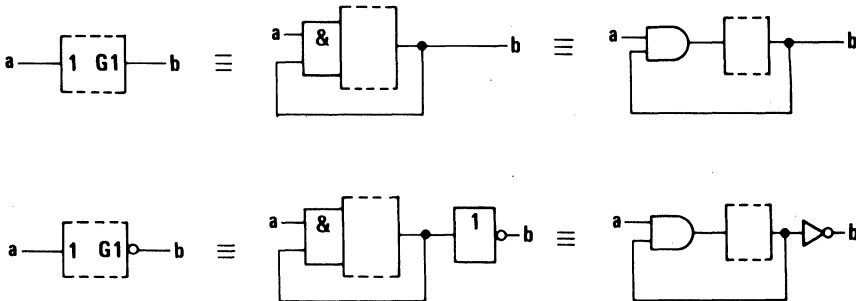 a 1 G1 b ≡ a & b ≡ a b
a 1 G1 b ≡ a & 1 b ≡ a b